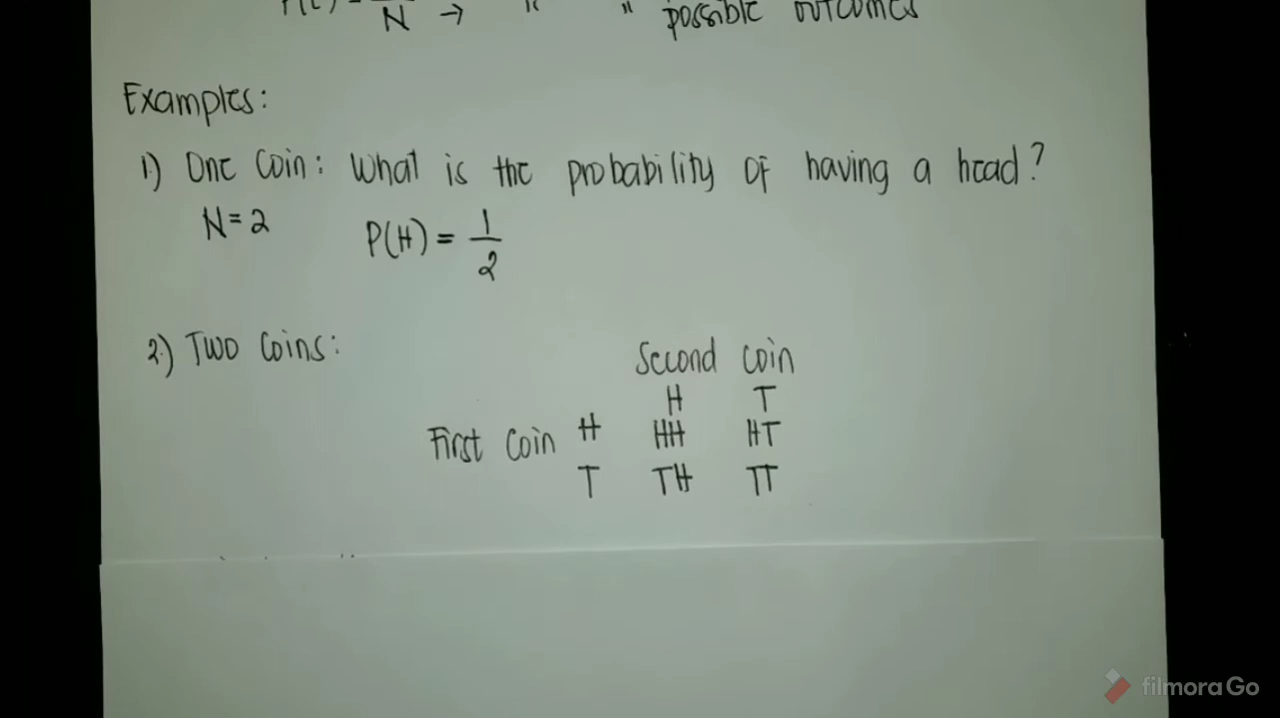 N → " " possible outcomes
Examples:
1.) One Coin: What is the probability of having a head?
N=2 P(H) = 1/2
2.) Two Coins:
Second coin
H T
First Coin H HH HT
T TH TT
filmoraGo